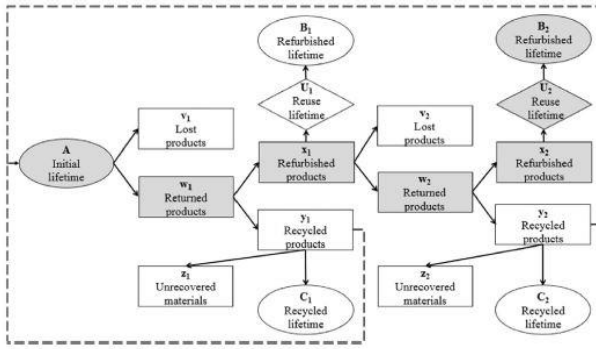 B1
Refurbished
lifetime
B2
Refurbished
lifetime
U1
Reuse
lifetime
U2
Reuse
lifetime
v1
Lost
products
v2
Lost
products
A
Initial
lifetime
x1
Refurbished
products
x2
Refurbished
products
w1
Returned
products
w2
Returned
products
y1
Recycled
products
y2
Recycled
products
z1
Unrecovered
materials
z2
Unrecovered
materials
C1
Recycled
lifetime
C2
Recycled
lifetime